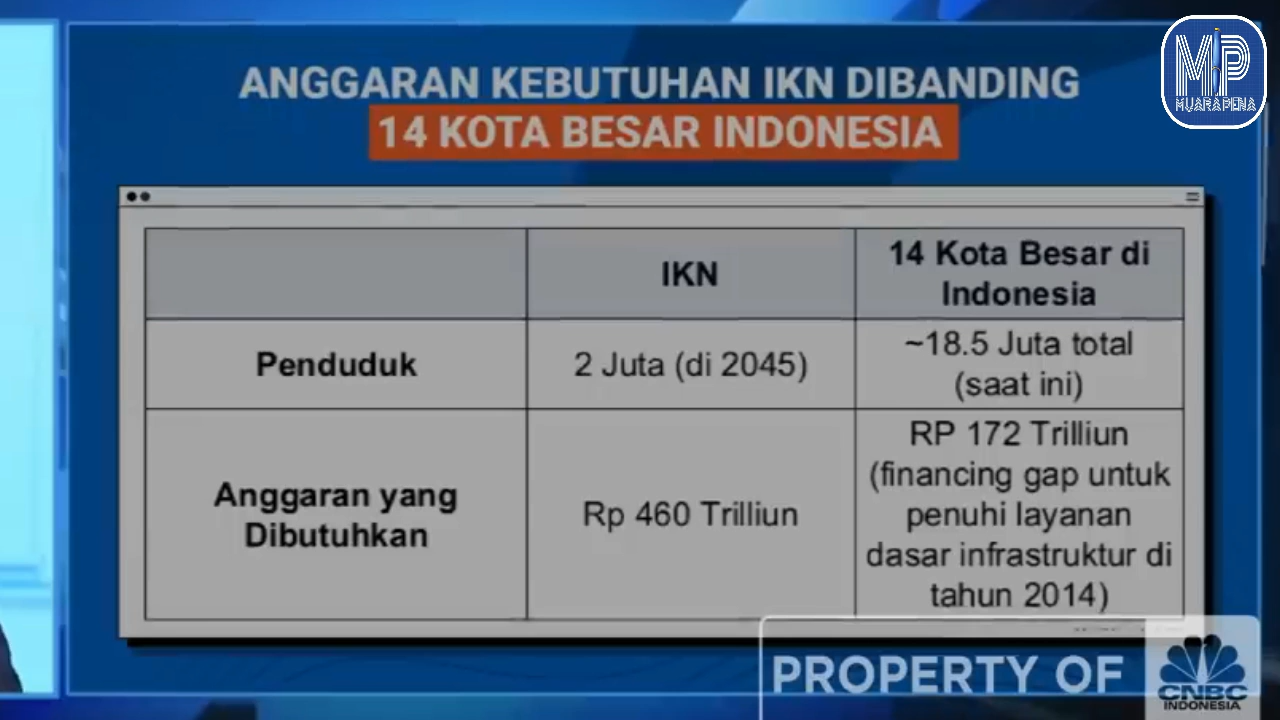 MP
MUARAPENA
ANGGARAN KEBUTUHAN IKN DIBANDING
14 KOTA BESAR INDONESIA
IKN
14 Kota Besar di
Indonesia
Penduduk
2 Juta (di 2045)
~18.5 Juta total
(saat ini)
Anggaran yang
Dibutuhkan
Rp 460 Trilliun
RP 172 Trilliun
(financing gap untuk
penuhi layanan
dasar infrastruktur di
tahun 2014)
PROPERTY OF
CNBC
INDONESIA